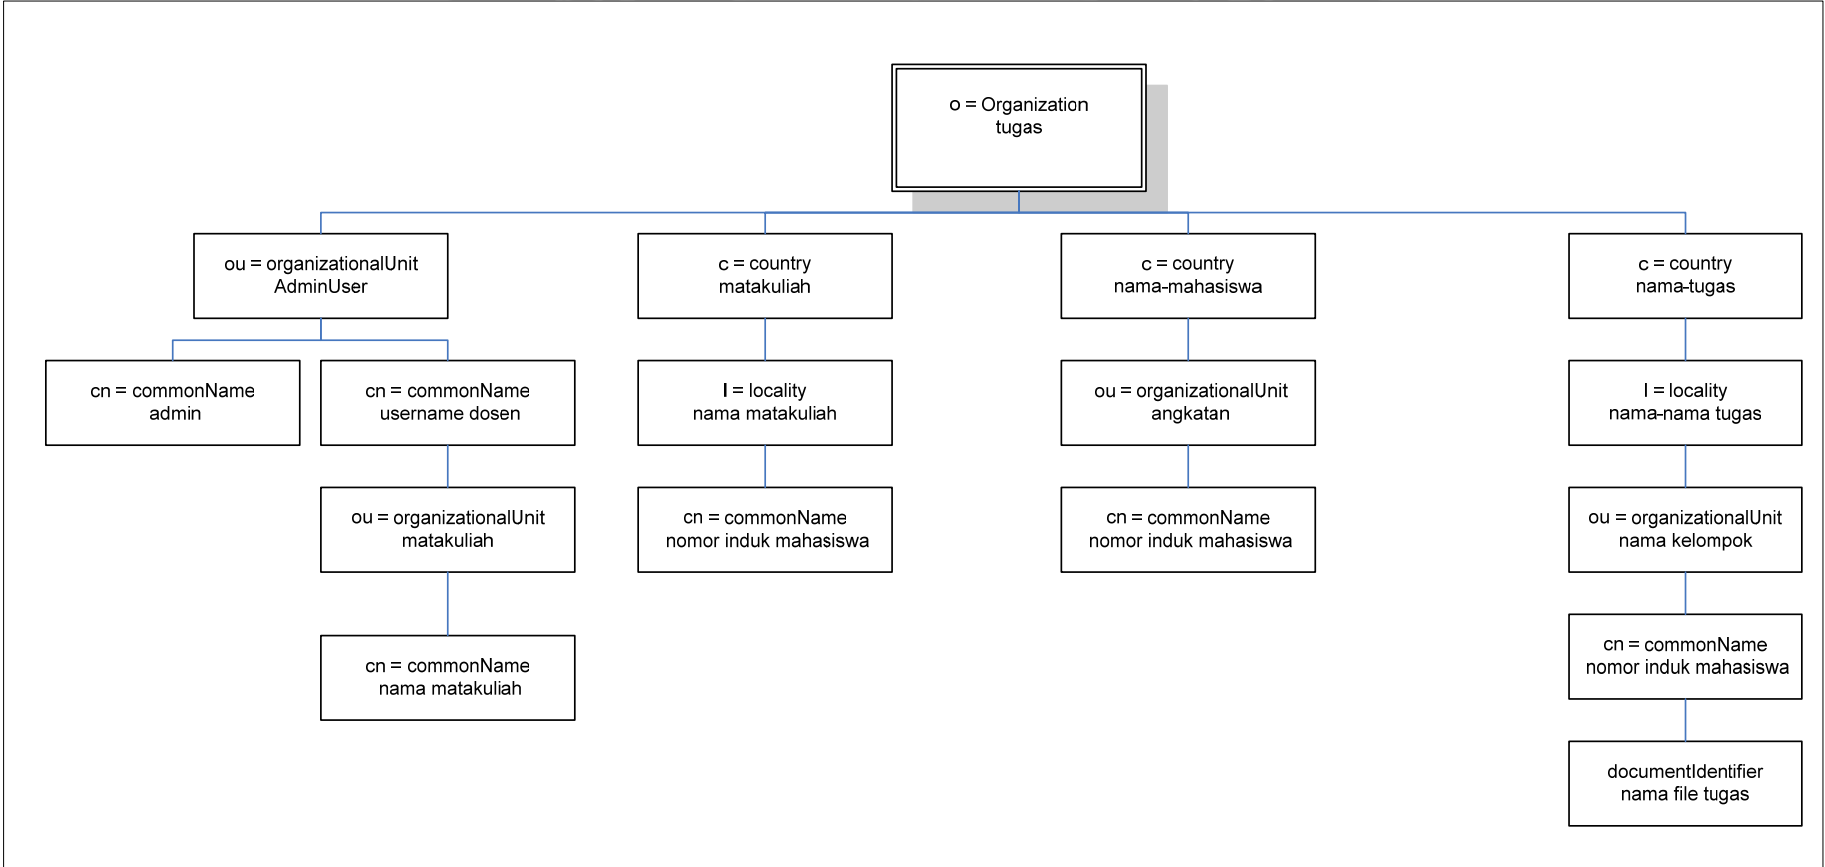 o = Organization
tugas
ou = organizationalUnit
AdminUser
c = country
matakuliah
c = country
nama-mahasiswa
c = country
nama-tugas
cn = commonName
admin
cn = commonName
username dosen
l = locality
nama matakuliah
ou = organizationalUnit
angkatan
l = locality
nama-nama tugas
ou = organizationalUnit
matakuliah
cn = commonName
nomor induk mahasiswa
cn = commonName
nomor induk mahasiswa
ou = organizationalUnit
nama kelompok
cn = commonName
nama matakuliah
cn = commonName
nomor induk mahasiswa
documentIdentifier
nama file tugas